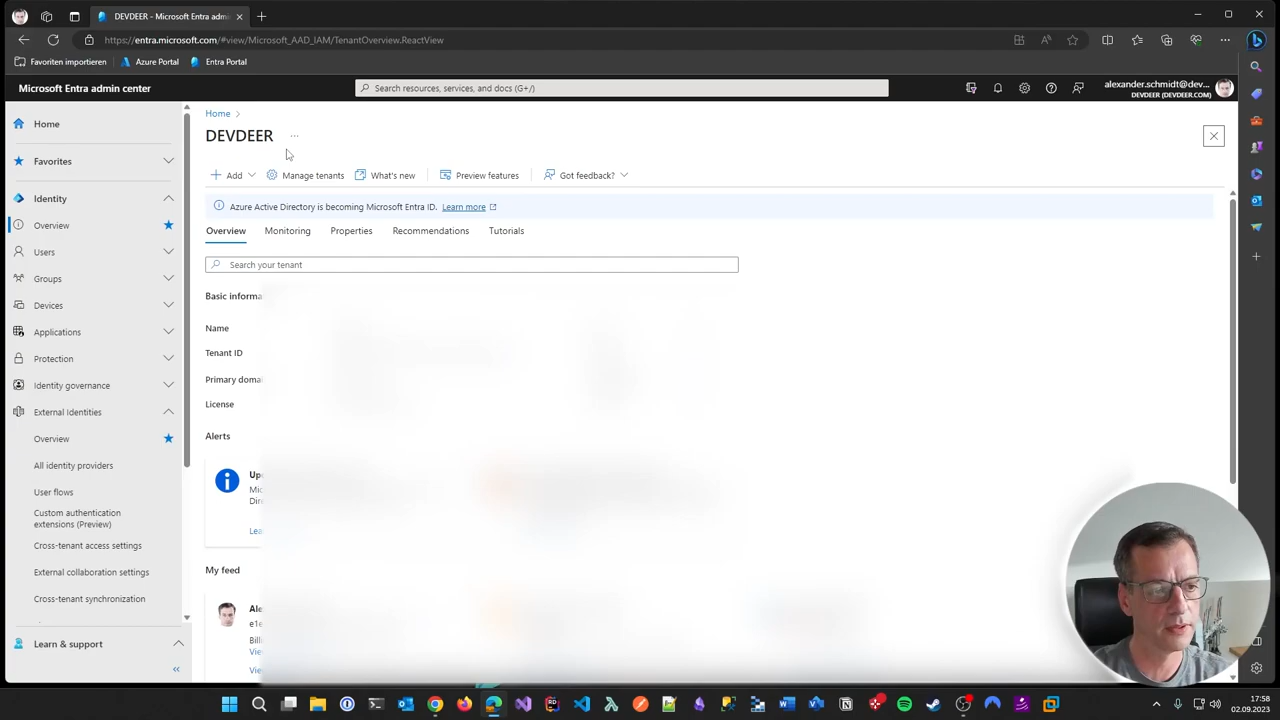 DEVDEER - Microsoft Entra admi
https://entra.microsoft.com/#view/Microsoft_AAD_IAM/TenantOverview.ReactView
Favoriten importieren
Azure Portal
Entra Portal
Microsoft Entra admin center
Search resources, services, and docs (G+/)
alexander.schmidt@dev...
DEVDEER (DEVDEER.COM)
Home
Favorites
Identity
Overview
Users
Groups
Devices
Applications
Protection
Identity governance
External Identities
Overview
All identity providers
User flows
Custom authentication
extensions (Preview)
Cross-tenant access settings
External collaboration settings
Cross-tenant synchronization
Learn & support
Home
DEVDEER
Add
Manage tenants
What's new
Preview features
Got feedback?
Azure Active Directory is becoming Microsoft Entra ID. Learn more
Overview
Monitoring
Properties
Recommendations
Tutorials
Search your tenant
Basic informa
Name
Tenant ID
Primary domai
License
Alerts
My feed
17:58
02.09.2023